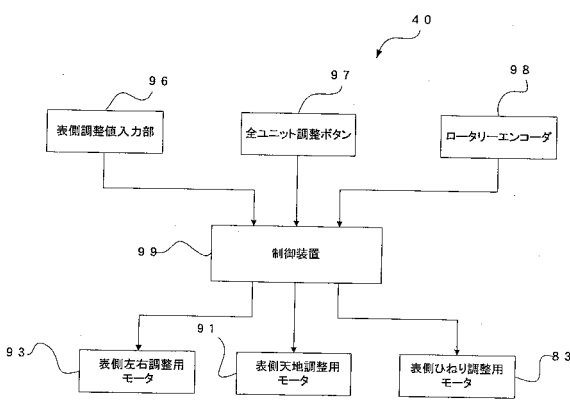 40
96
97
98
表側調整値入力部
全ユニット調整ボタン
ロータリーエンコーダ
99
制御装置
93
表側左右調整用
モータ
91
表側天地調整用
モータ
表側ひねり調整用
モータ
83